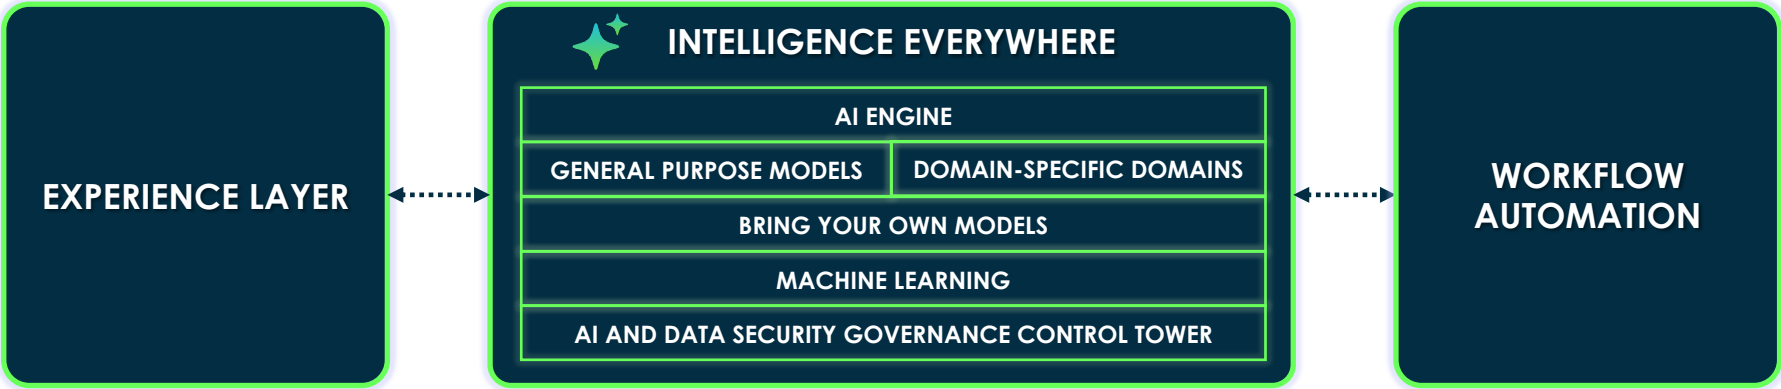 EXPERIENCE LAYER
INTELLIGENCE EVERYWHERE
AI ENGINE
GENERAL PURPOSE MODELS
DOMAIN-SPECIFIC DOMAINS
BRING YOUR OWN MODELS
MACHINE LEARNING
AI AND DATA SECURITY GOVERNANCE CONTROL TOWER
WORKFLOW
AUTOMATION